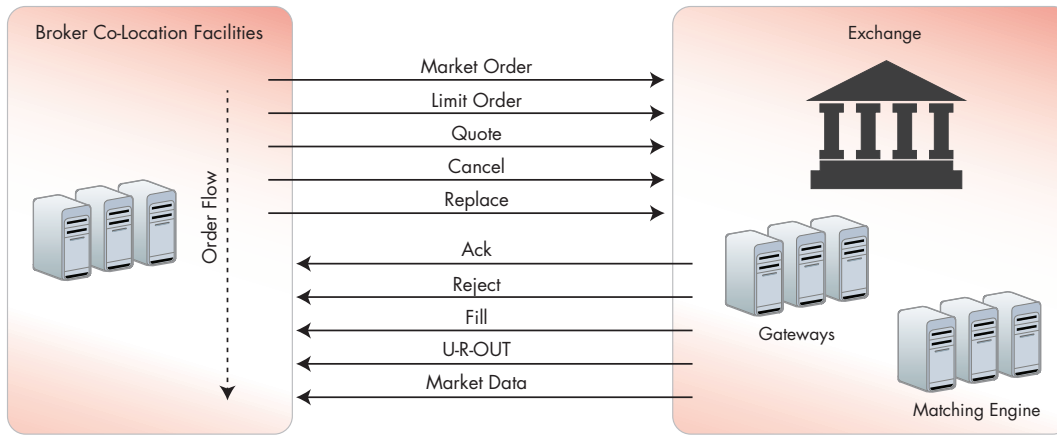 Broker Co-Location Facilities
Exchange
Market Order
Limit Order
Quote
Cancel
Replace
Order Flow
Ack
Reject
Fill
U-R-OUT
Market Data
Gateways
Matching Engine